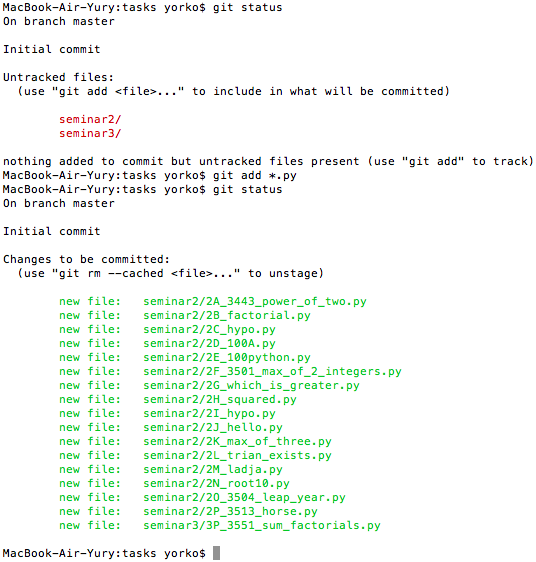 MacBook-Air-Yury:tasks yorko$ git status
On branch master
Initial commit
Untracked files:
(use "git add <file>..." to include in what will be committed)
seminar2/
seminar3/
nothing added to commit but untracked files present (use "git add" to track)
MacBook-Air-Yury:tasks yorko$ git add *.py
MacBook-Air-Yury:tasks yorko$ git status
On branch master
Initial commit
Changes to be committed:
(use "git rm --cached <file>..." to unstage)
new file:   seminar2/2A_3443_power_of_two.py
new file:   seminar2/2B_factorial.py
new file:   seminar2/2C_hypo.py
new file:   seminar2/2D_100A.py
new file:   seminar2/2E_100python.py
new file:   seminar2/2F_3501_max_of_2_integers.py
new file:   seminar2/2G_which_is_greater.py
new file:   seminar2/2H_squared.py
new file:   seminar2/2I_hypo.py
new file:   seminar2/2J_hello.py
new file:   seminar2/2K_max_of_three.py
new file:   seminar2/2L_trian_exists.py
new file:   seminar2/2M_ladja.py
new file:   seminar2/2N_root10.py
new file:   seminar2/2O_3504_leap_year.py
new file:   seminar2/2P_3513_horse.py
new file:   seminar3/3P_3551_sum_factorials.py
MacBook-Air-Yury:tasks yorko$